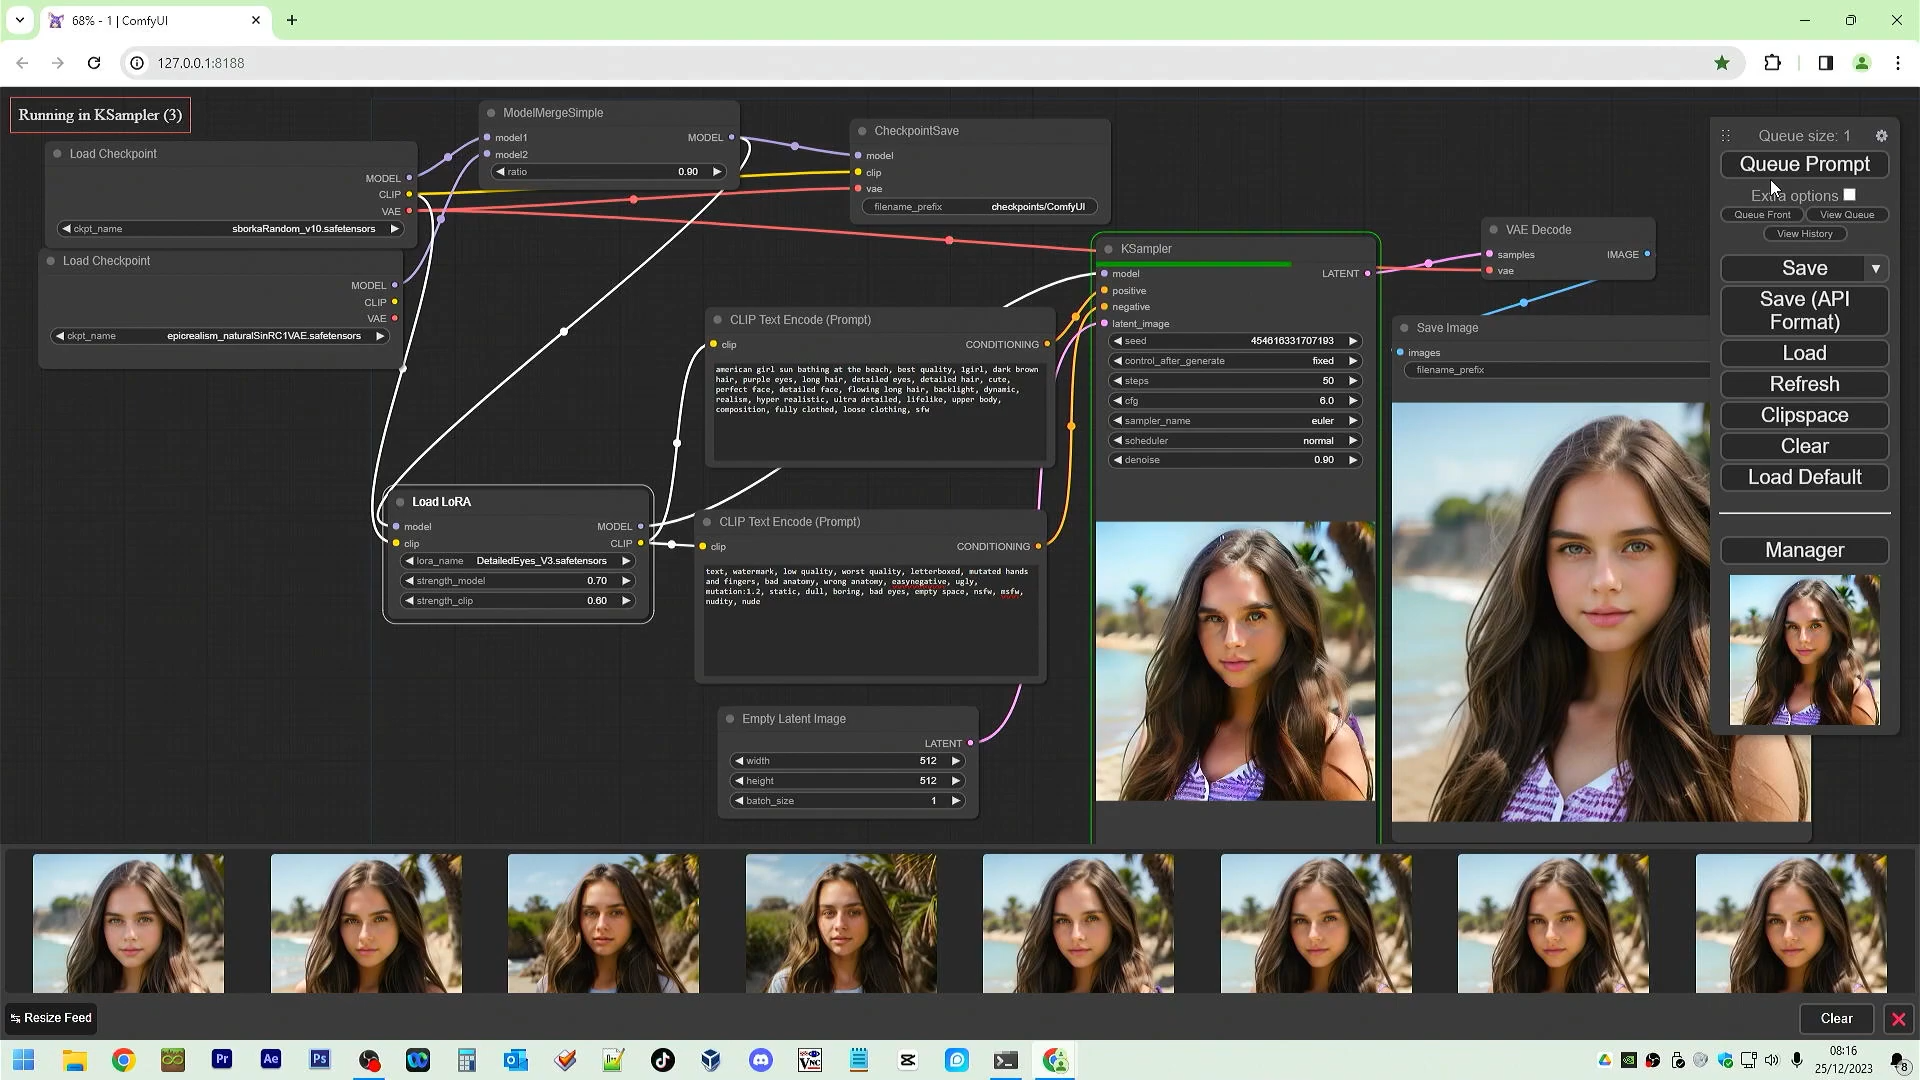 68% - 1 | ComfyUI
127.0.0.1:8188
Running in KSampler (3)
Load Checkpoint
MODEL
CLIP
VAE
ckpt_name sborkaRandom_v10.safetensors
Load Checkpoint
MODEL
CLIP
VAE
ckpt_name epicrealism_naturalSinRC1VAE.safetensors
ModelMergeSimple
model1 MODEL
model2
ratio 0.90
CheckpointSave
model
clip
vae
filename_prefix checkpoints/ComfyUI
Load LoRA
model MODEL
clip CLIP
lora_name DetailedEyes_V3.safetensors
strength_model 0.70
strength_clip 0.60
CLIP Text Encode (Prompt)
clip CONDITIONING
american girl sun bathing at the beach, best quality, 1girl, dark brown
hair, purple eyes, long hair, detailed eyes, detailed hair, cute,
perfect face, detailed face, flowing long hair, backlight, dynamic,
realism, hyper realistic, ultra detailed, lifelike, upper body,
composition, fully clothed, loose clothing, sfw
CLIP Text Encode (Prompt)
clip CONDITIONING
text, watermark, low quality, worst quality, letterboxed, mutated hands
and fingers, bad anatomy, wrong anatomy, easynegative, ugly,
mutation:1.2, static, dull, boring, bad eyes, empty space, nsfw, msfw,
nudity, nude
Empty Latent Image
LATENT
width 512
height 512
batch_size 1
KSampler
model LATENT
positive
negative
latent_image
seed 454616331707193
control_after_generate fixed
steps 50
cfg 6.0
sampler_name euler
scheduler normal
denoise 0.90
VAE Decode
samples IMAGE
vae
Save Image
images
filename_prefix
Queue size: 1
Queue Prompt
Extra options
Queue Front View Queue
View History
Save ▼
Save (API
Format)
Load
Refresh
Clipspace
Clear
Load Default
Manager
Resize Feed
Clear
Pr Ae Ps
VNC
08:16
25/12/2023
8